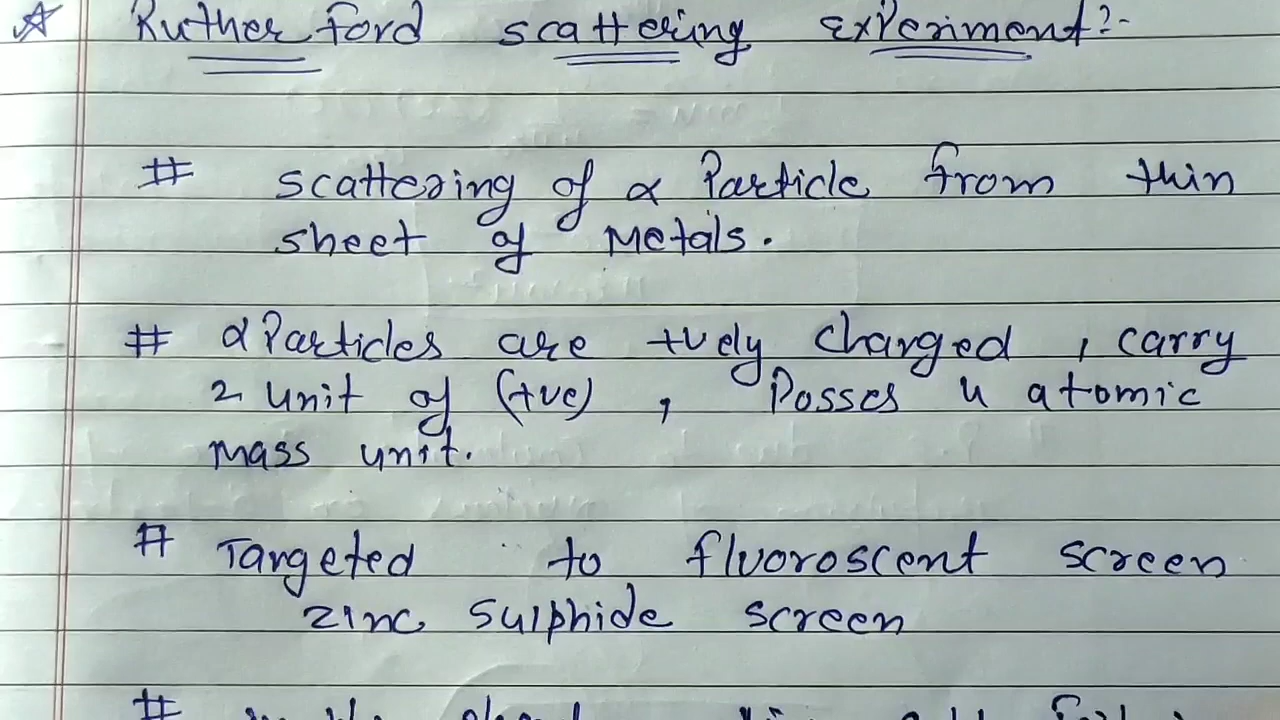 ☆ Rutherford scattering experiment:-
# scattering of α Particle from thin
sheet of Metals.
# α Particles are +vely charged, carry
2 unit of (+ve), Posses 4 atomic
mass unit.
# Targeted to fluoroscent screen
zinc sulphide screen
#